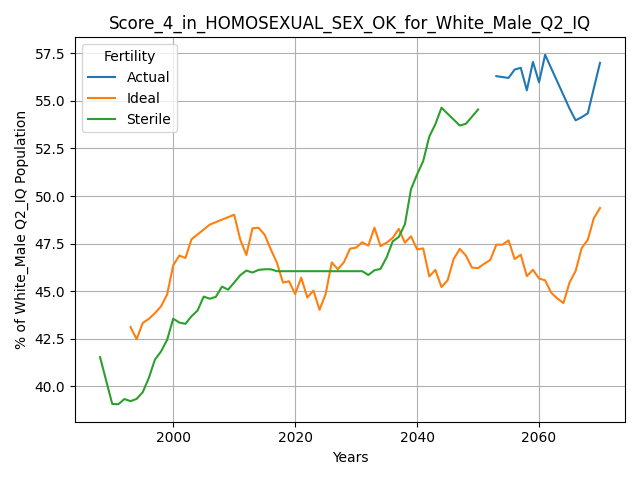 Score_4_in_HOMOSEXUAL_SEX_OK_for_White_Male_Q2_IQ
Fertility
Actual
Ideal
Sterile
% of White_Male Q2_IQ Population
57.5
55.0
52.5
50.0
47.5
45.0
42.5
40.0
2000
2020
2040
2060
Years